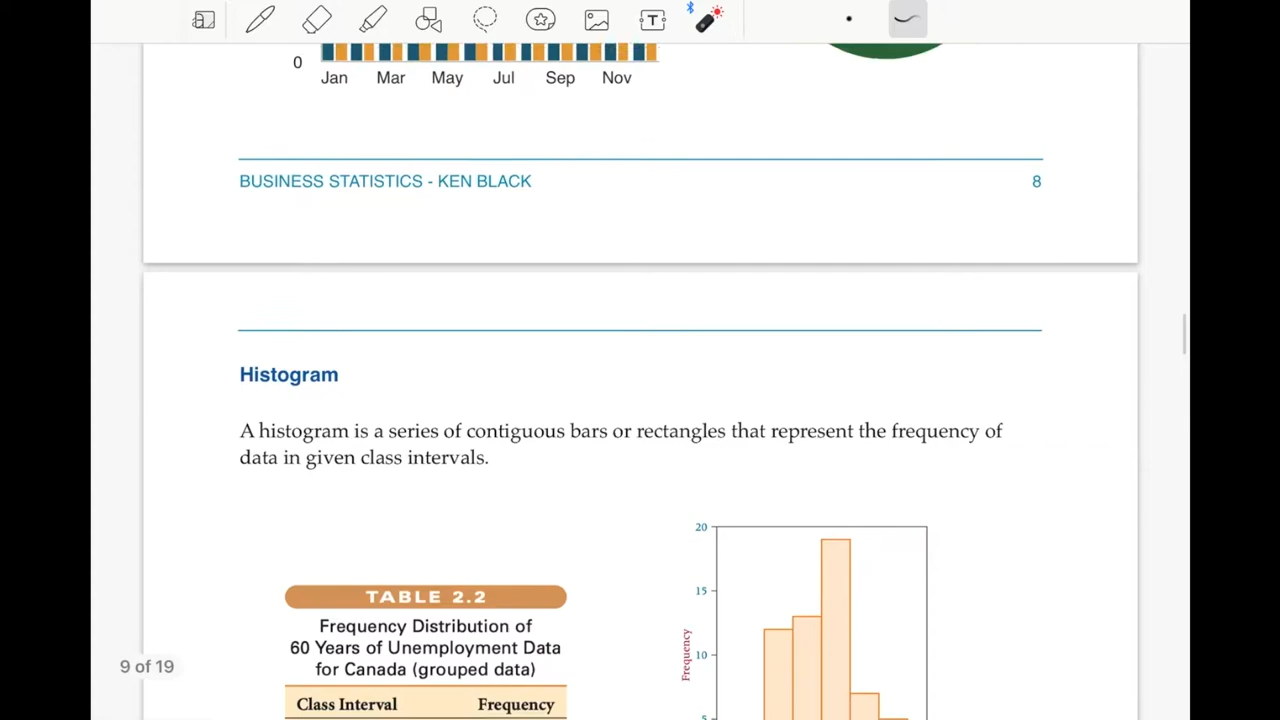 T
0
Jan Mar May Jul Sep Nov
BUSINESS STATISTICS - KEN BLACK 8
Histogram
A histogram is a series of contiguous bars or rectangles that represent the frequency of
data in given class intervals.
TABLE 2.2
Frequency Distribution of
60 Years of Unemployment Data
for Canada (grouped data)
Class Interval Frequency
20
15
10
5
Frequency
9 of 19